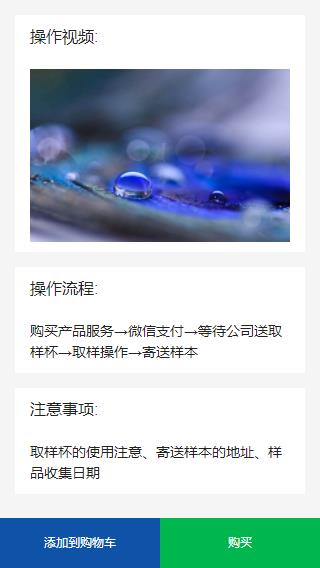 操作视频:
操作流程:
购买产品服务→微信支付→等待公司送取
样杯→取样操作→寄送样本
注意事项:
取样杯的使用注意、寄送样本的地址、样
品收集日期
添加到购物车
购买